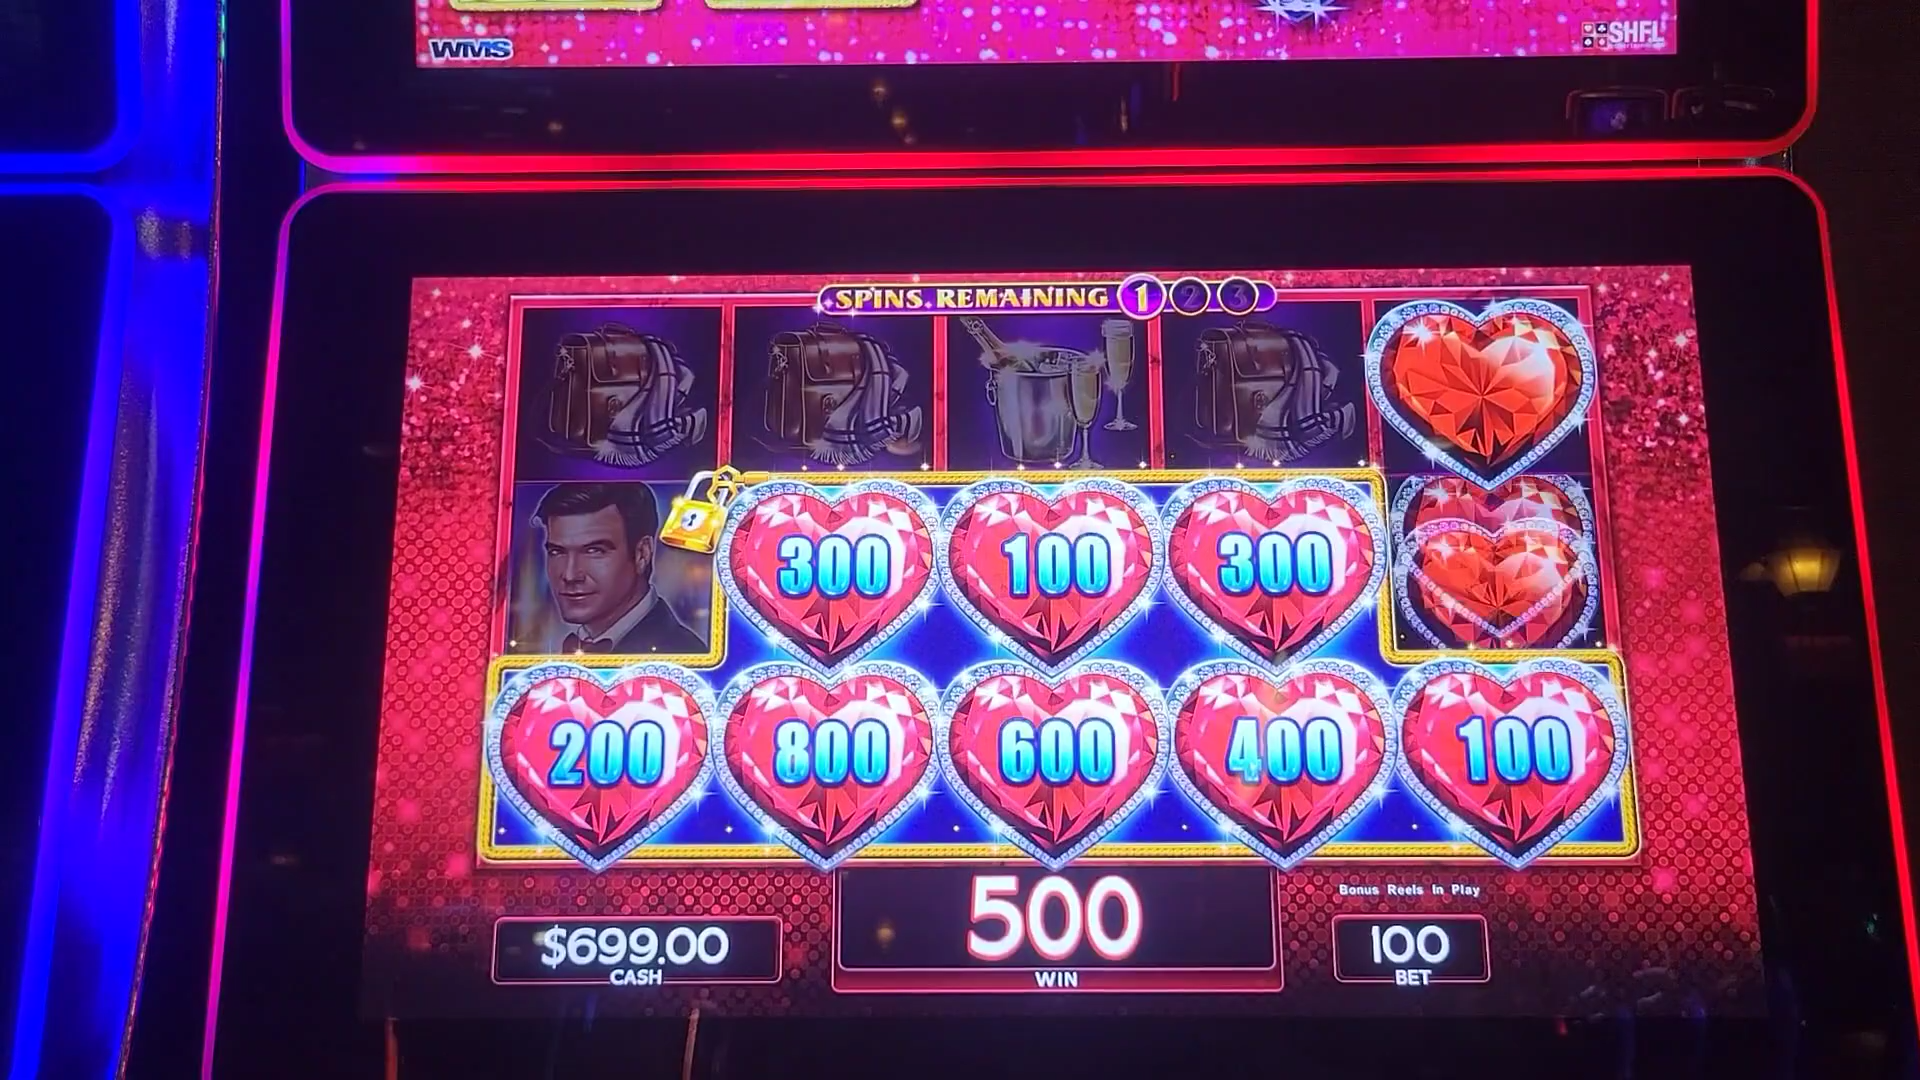 WMS
SHFL
SPINS REMAINING 1 2 3
300 100 300
200 800 600 400 100
Bonus Reels In Play
$699.00
CASH
500
WIN
100
BET